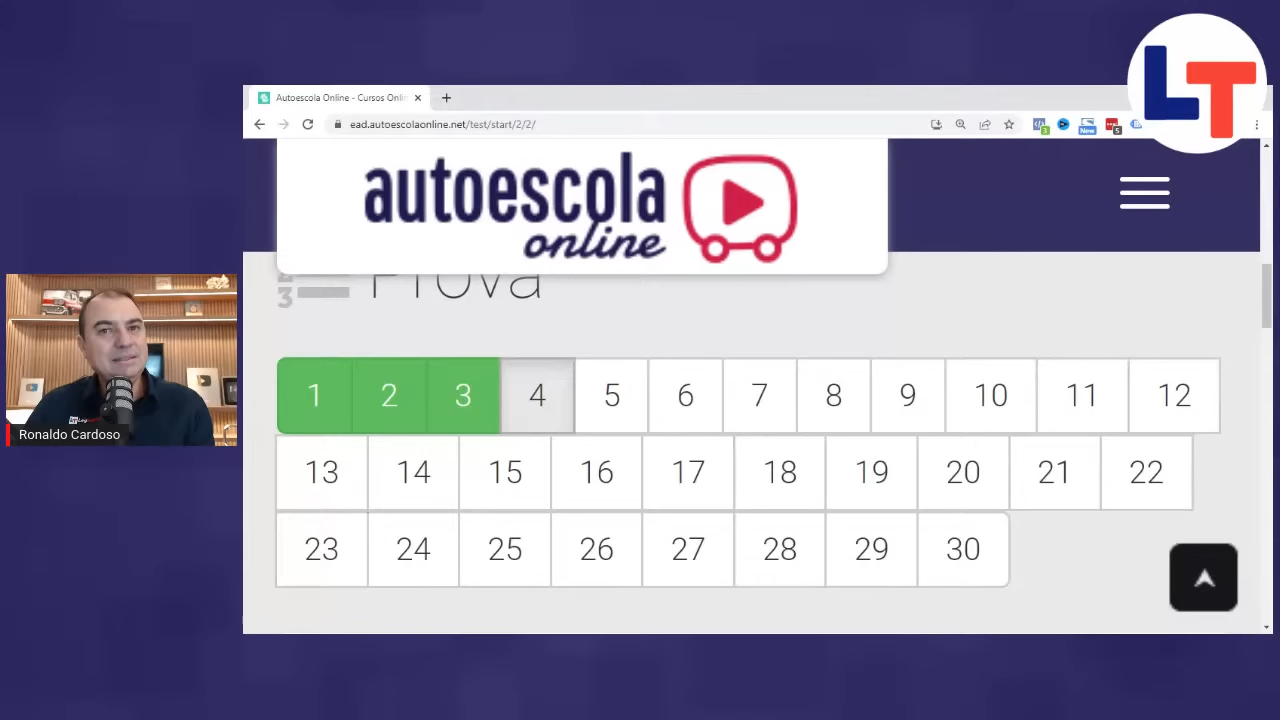 LT
Autoescola Online - Cursos Onli
ead.autoescolaonline.net/test/start/2/2/
New
autoescola
online
Prova
1 2 3 4 5 6 7 8 9 10 11 12
13 14 15 16 17 18 19 20 21 22
23 24 25 26 27 28 29 30
Ronaldo Cardoso